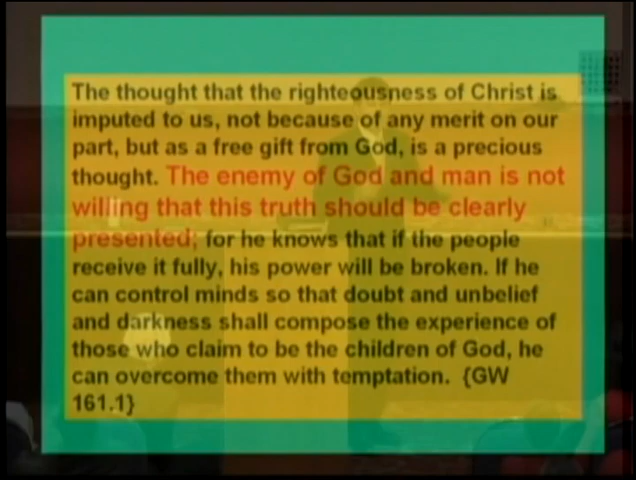 The thought that the righteousness of Christ is
imputed to us, not because of any merit on our
part, but as a free gift from God, is a precious
thought. The enemy of God and man is not
willing that this truth should be clearly
presented; for he knows that if the people
receive it fully, his power will be broken. If he
can control minds so that doubt and unbelief
and darkness shall compose the experience of
those who claim to be the children of God, he
can overcome them with temptation. {GW
161.1}